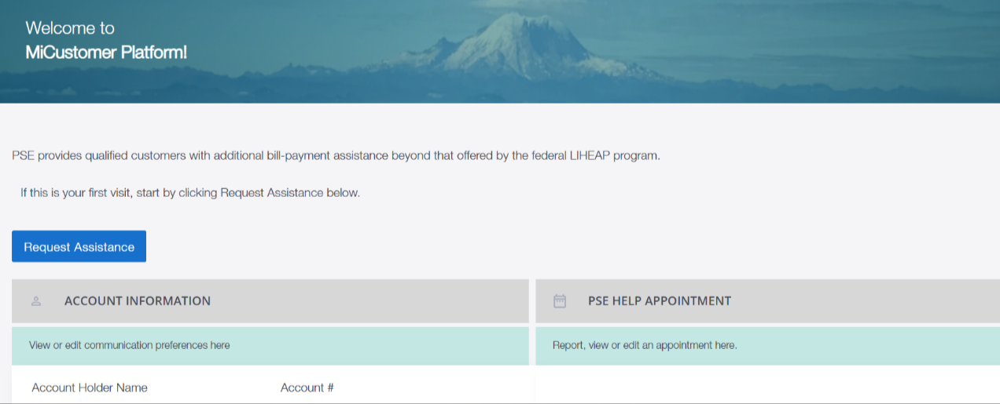 Welcome to
MiCustomer Platform!
PSE provides qualified customers with additional bill-payment assistance beyond that offered by the federal LIHEAP program.
If this is your first visit, start by clicking Request Assistance below.
Request Assistance
ACCOUNT INFORMATION
View or edit communication preferences here
Account Holder Name Account #
PSE HELP APPOINTMENT
Report, view or edit an appointment here.